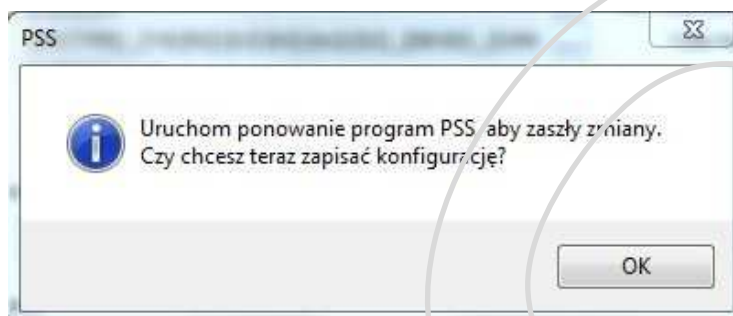 PSS
Uruchom ponowanie program PSS, aby zaszły zmiany.
Czy chcesz teraz zapisać konfigurację?
OK